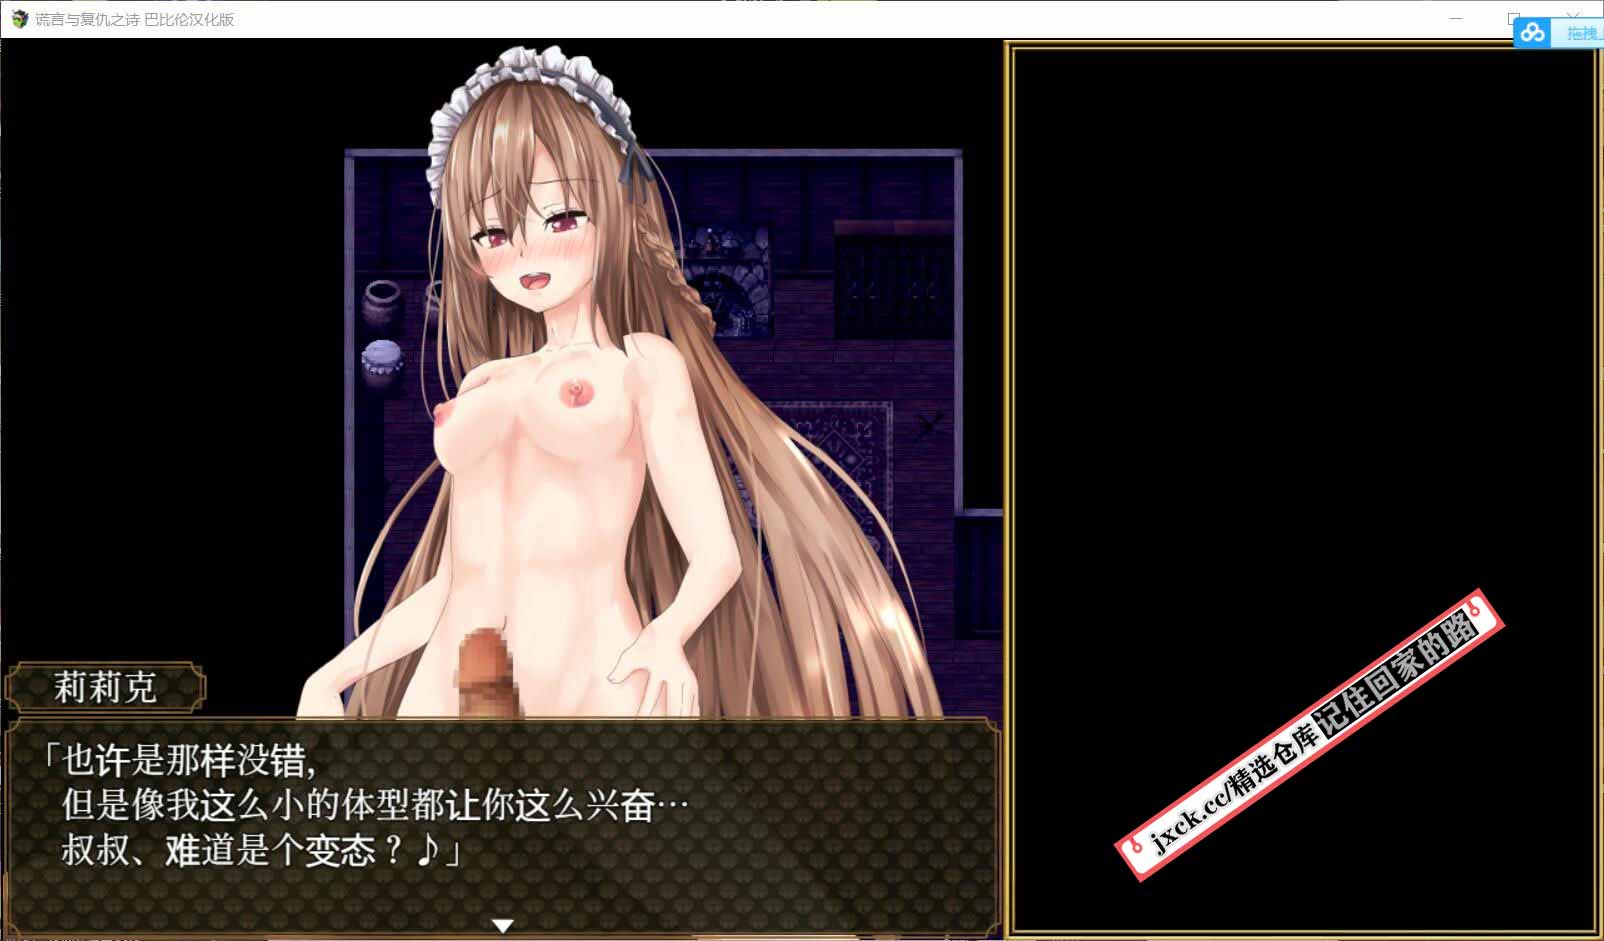 谎言与复仇之诗 巴比伦汉化版
拖拽上
莉莉克
「也许是那样没错,
但是像我这么小的体型都让你这么兴奋…
叔叔、难道是个变态？♪」
jxck.cc/精选仓库记住回家的路